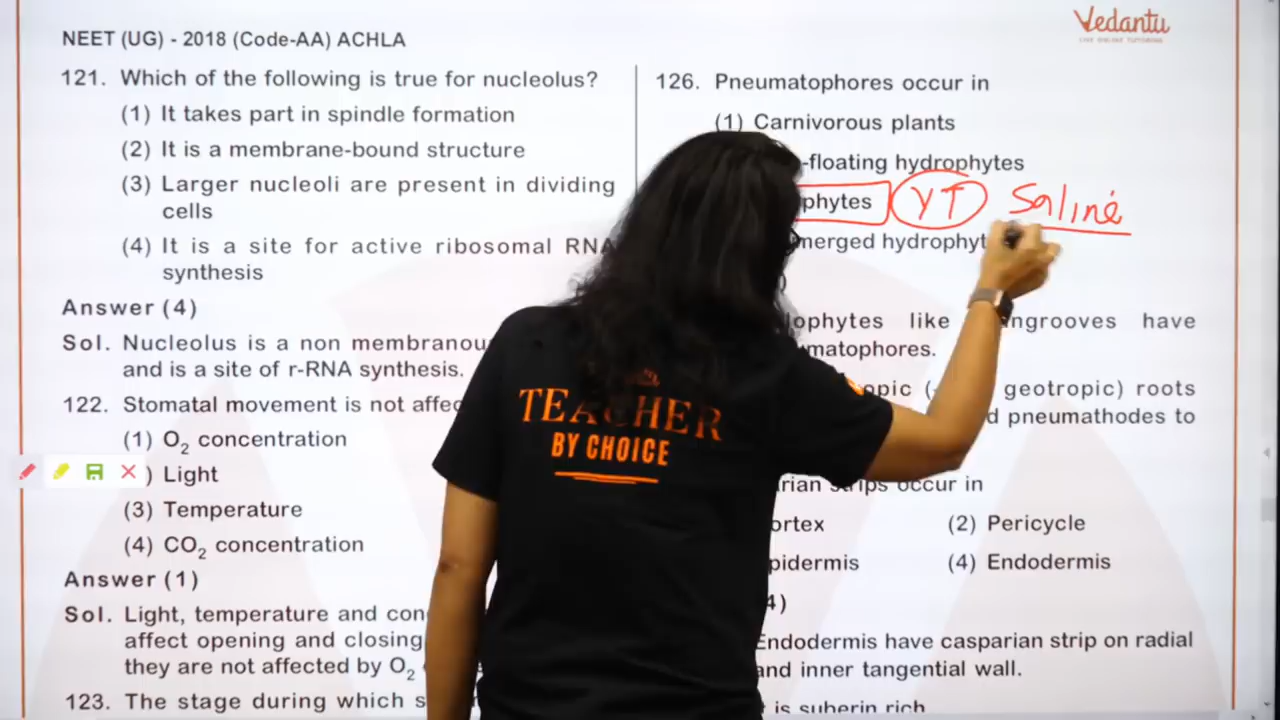 Vedantu
LIVE ONLINE TUTORING
NEET (UG) - 2018 (Code-AA) ACHLA
121. Which of the following is true for nucleolus?
(1) It takes part in spindle formation
(2) It is a membrane-bound structure
(3) Larger nucleoli are present in dividing
cells
(4) It is a site for active ribosomal RNA
synthesis
Answer (4)
Sol. Nucleolus is a non membranou
and is a site of r-RNA synthesis.
122. Stomatal movement is not affec
(1) O₂ concentration
) Light
(3) Temperature
(4) CO₂ concentration
Answer (1)
Sol. Light, temperature and con
affect opening and closing
they are not affected by O₂
123. The stage during which s
126. Pneumatophores occur in
(1) Carnivorous plants
-floating hydrophytes
phytes YT Saline
merged hydrophyt
)
lophytes like ngrooves have
matophores.
opic (- geotropic) roots
d pneumathodes to
rian strips occur in
ortex (2) Pericycle
pidermis (4) Endodermis
4)
Endodermis have casparian strip on radial
and inner tangential wall.
t is suberin rich
TEACHER
BY CHOICE